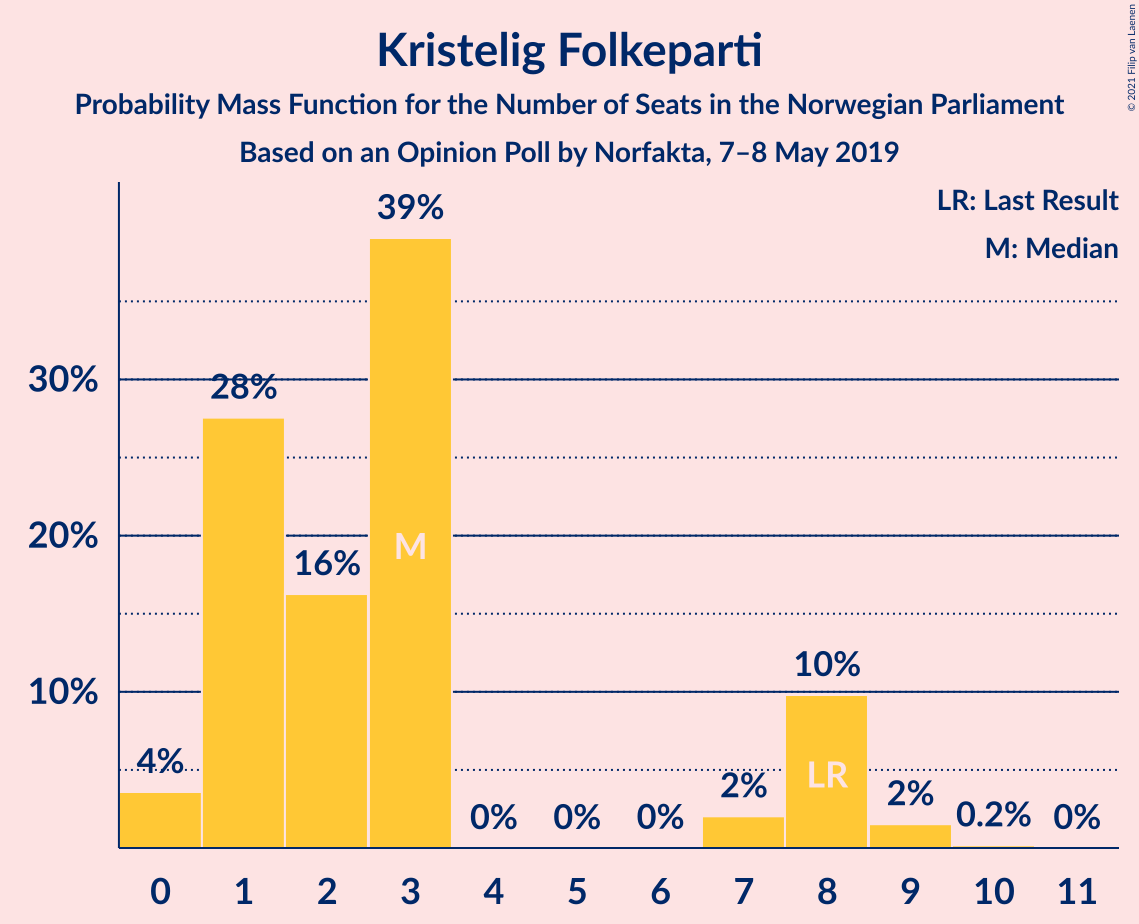 Kristelig Folkeparti
Probability Mass Function for the Number of Seats in the Norwegian Parliament
Based on an Opinion Poll by Norfakta, 7–8 May 2019
© 2021 Filip van Laenen
LR: Last Result
M: Median
39%
30%
28%
20%
M
16%
10%
10%
4%
LR
2%
2%
0%
0%
0%
0.2%
0%
0 1 2 3 4 5 6 7 8 9 10 11